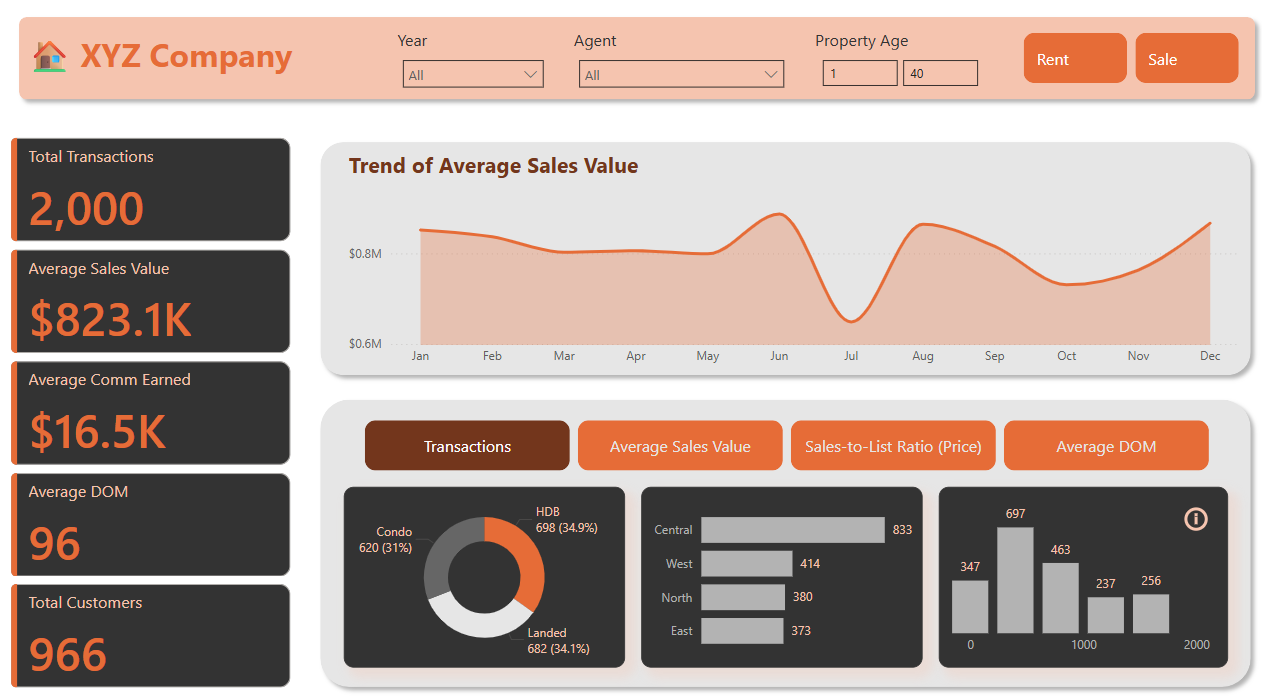 XYZ Company
Year
All
Agent
All
Property Age
1
40
Rent
Sale
Total Transactions
2,000
Average Sales Value
$823.1K
Average Comm Earned
$16.5K
Average DOM
96
Total Customers
966
Trend of Average Sales Value
$0.8M
$0.6M
Jan Feb Mar Apr May Jun Jul Aug Sep Oct Nov Dec
Transactions
Average Sales Value
Sales-to-List Ratio (Price)
Average DOM
HDB
698 (34.9%)
Condo
620 (31%)
Landed
682 (34.1%)
Central 833
West 414
North 380
East 373
347
697
463
237
256
0 1000 2000